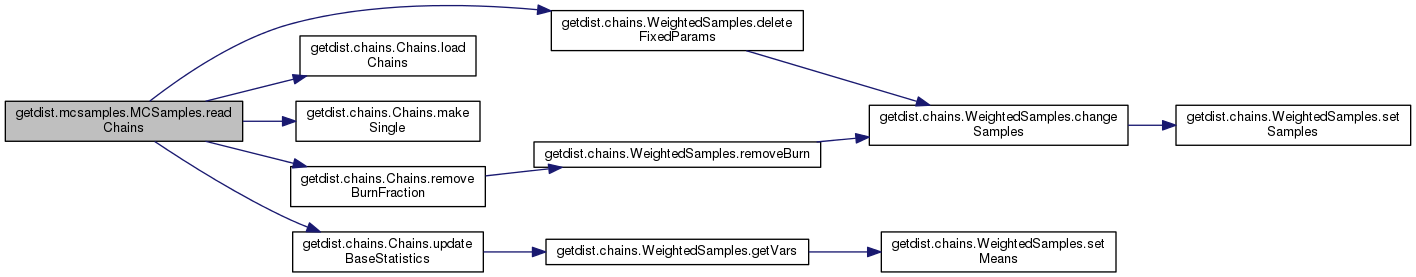 getdist.mcsamples.MCSamples.read
Chains
getdist.chains.WeightedSamples.delete
FixedParams
getdist.chains.Chains.load
Chains
getdist.chains.Chains.make
Single
getdist.chains.Chains.remove
BurnFraction
getdist.chains.Chains.update
BaseStatistics
getdist.chains.WeightedSamples.removeBurn
getdist.chains.WeightedSamples.getVars
getdist.chains.WeightedSamples.change
Samples
getdist.chains.WeightedSamples.set
Means
getdist.chains.WeightedSamples.set
Samples